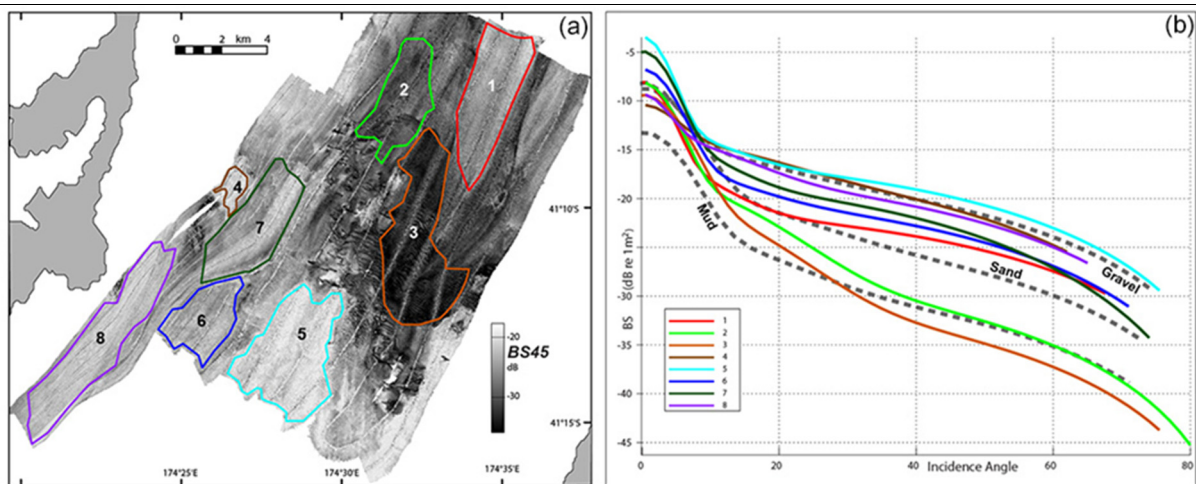 (a)
0 2 km 4
1
2
3
4
5
6
7
8
41°10'S
41°15'S
-20
BS45
dB
-30
174°25'E
174°30'E
174°35'E
(b)
-5
-10
-15
-20
-25
-30
-35
-40
-45
BS (dB re 1m²)
Mud
Sand
Gravel
1
2
3
4
5
6
7
8
0 20 40 Incidence Angle 60 80